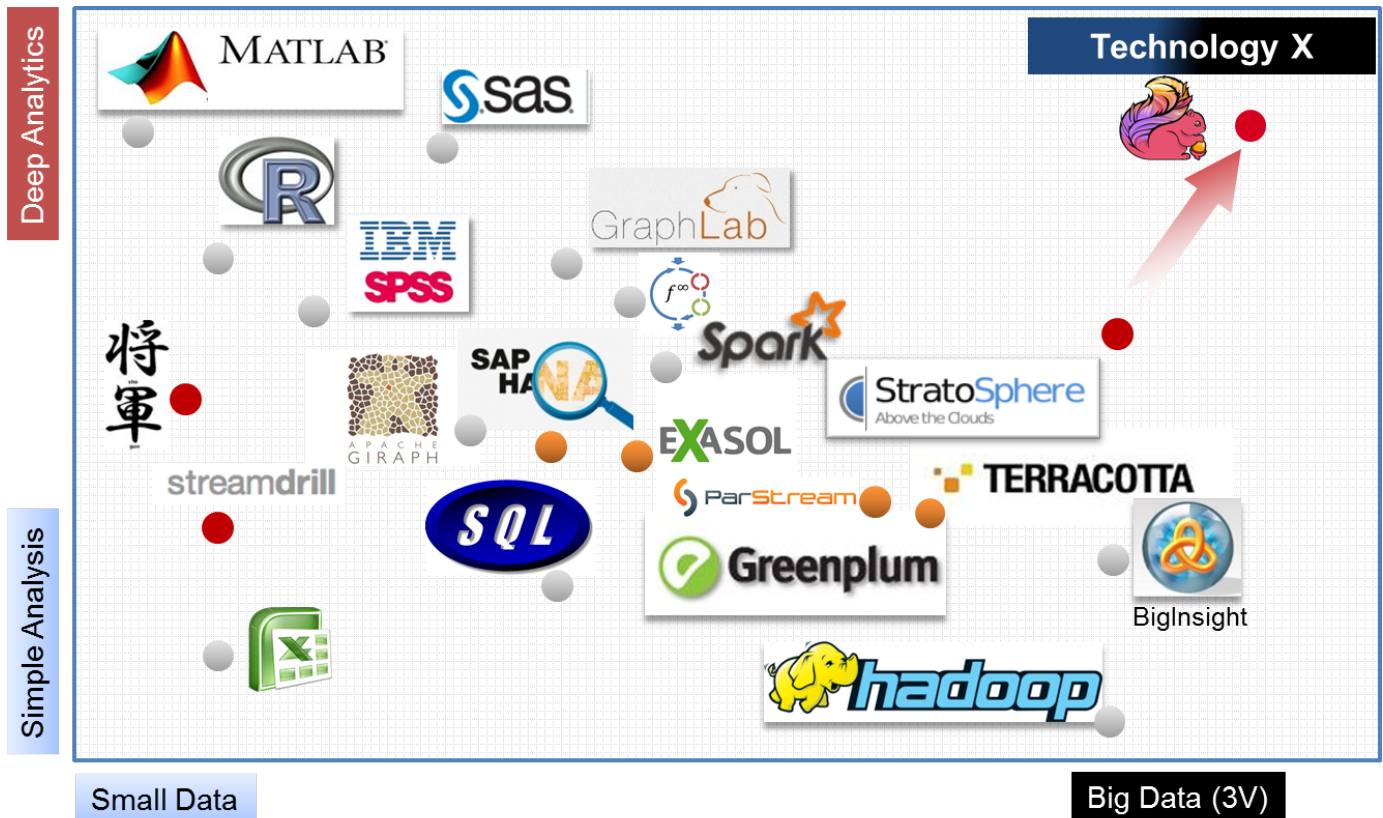 Deep Analytics
Simple Analysis
Technology X
MATLAB®
sas
R
GraphLab
IBM
SPSS
f∞
Spark
将
軍
SAP
HANA
StratoSphere
Above the Clouds
APACHE
GIRAPH
EXASOL
streamdrill
TERRACOTTA
ParStream
SQL
Greenplum
BigInsight
X
hadoop
Small Data
Big Data (3V)